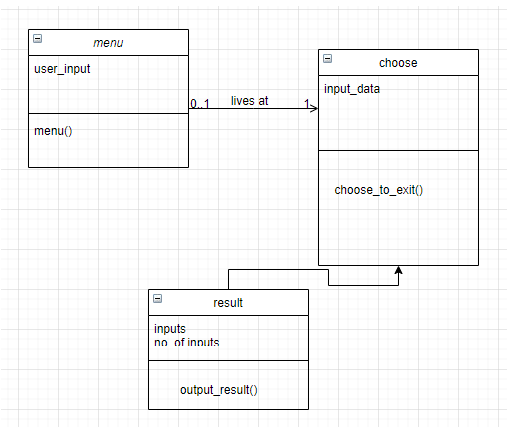 menu
user_input
menu()
0..1
lives at
1
choose
input_data
choose_to_exit()
result
inputs
no_of inputs
output_result()